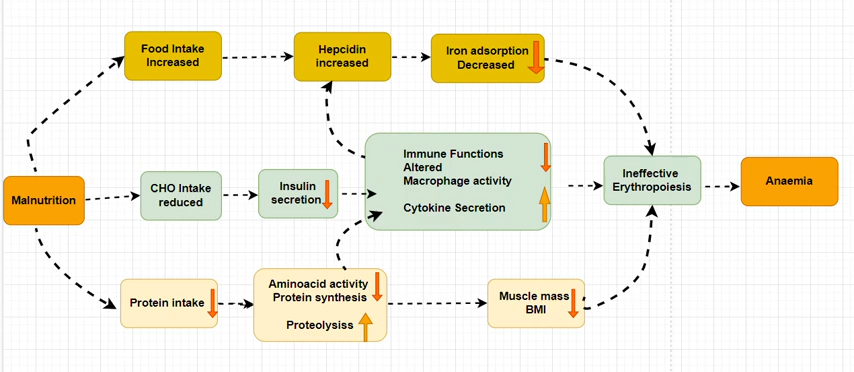 Food Intake
Increased
Hepcidin
increased
Iron adsorption
Decreased
Malnutrition
CHO Intake
reduced
Insulin
secretion
Immune Functions
Altered
Macrophage activity
Cytokine Secretion
Ineffective
Erythropoiesis
Anaemia
Protein intake
Aminoacid activity
Protein synthesis
Proteolysiss
Muscle mass
BMI